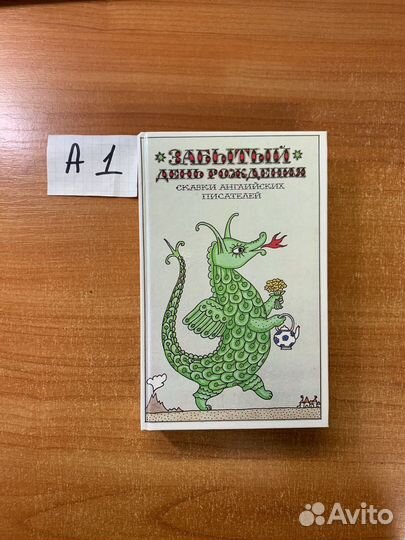 А 1
ЗАБЫТЫЙ
ДЕНЬ РОЖДЕНИЯ
СКАЗКИ АНГЛИЙСКИХ
ПИСАТЕЛЕЙ
Avito